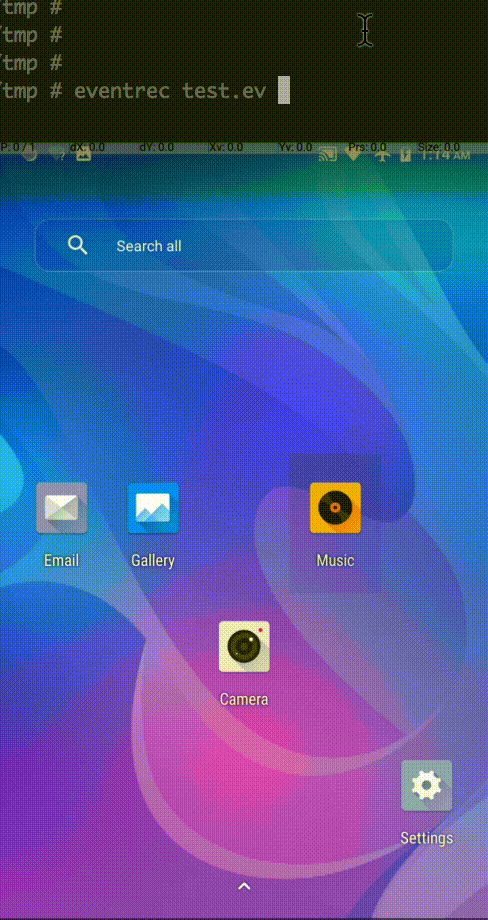 /tmp #
/tmp #
/tmp #
/tmp # eventrec test.ev
P: 0 / 1 dX: 0.0 dY: 0.0 Xv: 0.0 Yv: 0.0 Prs: 0.0 Size: 0.0
1:14 AM
Search all
Email Gallery Music
Camera
Settings